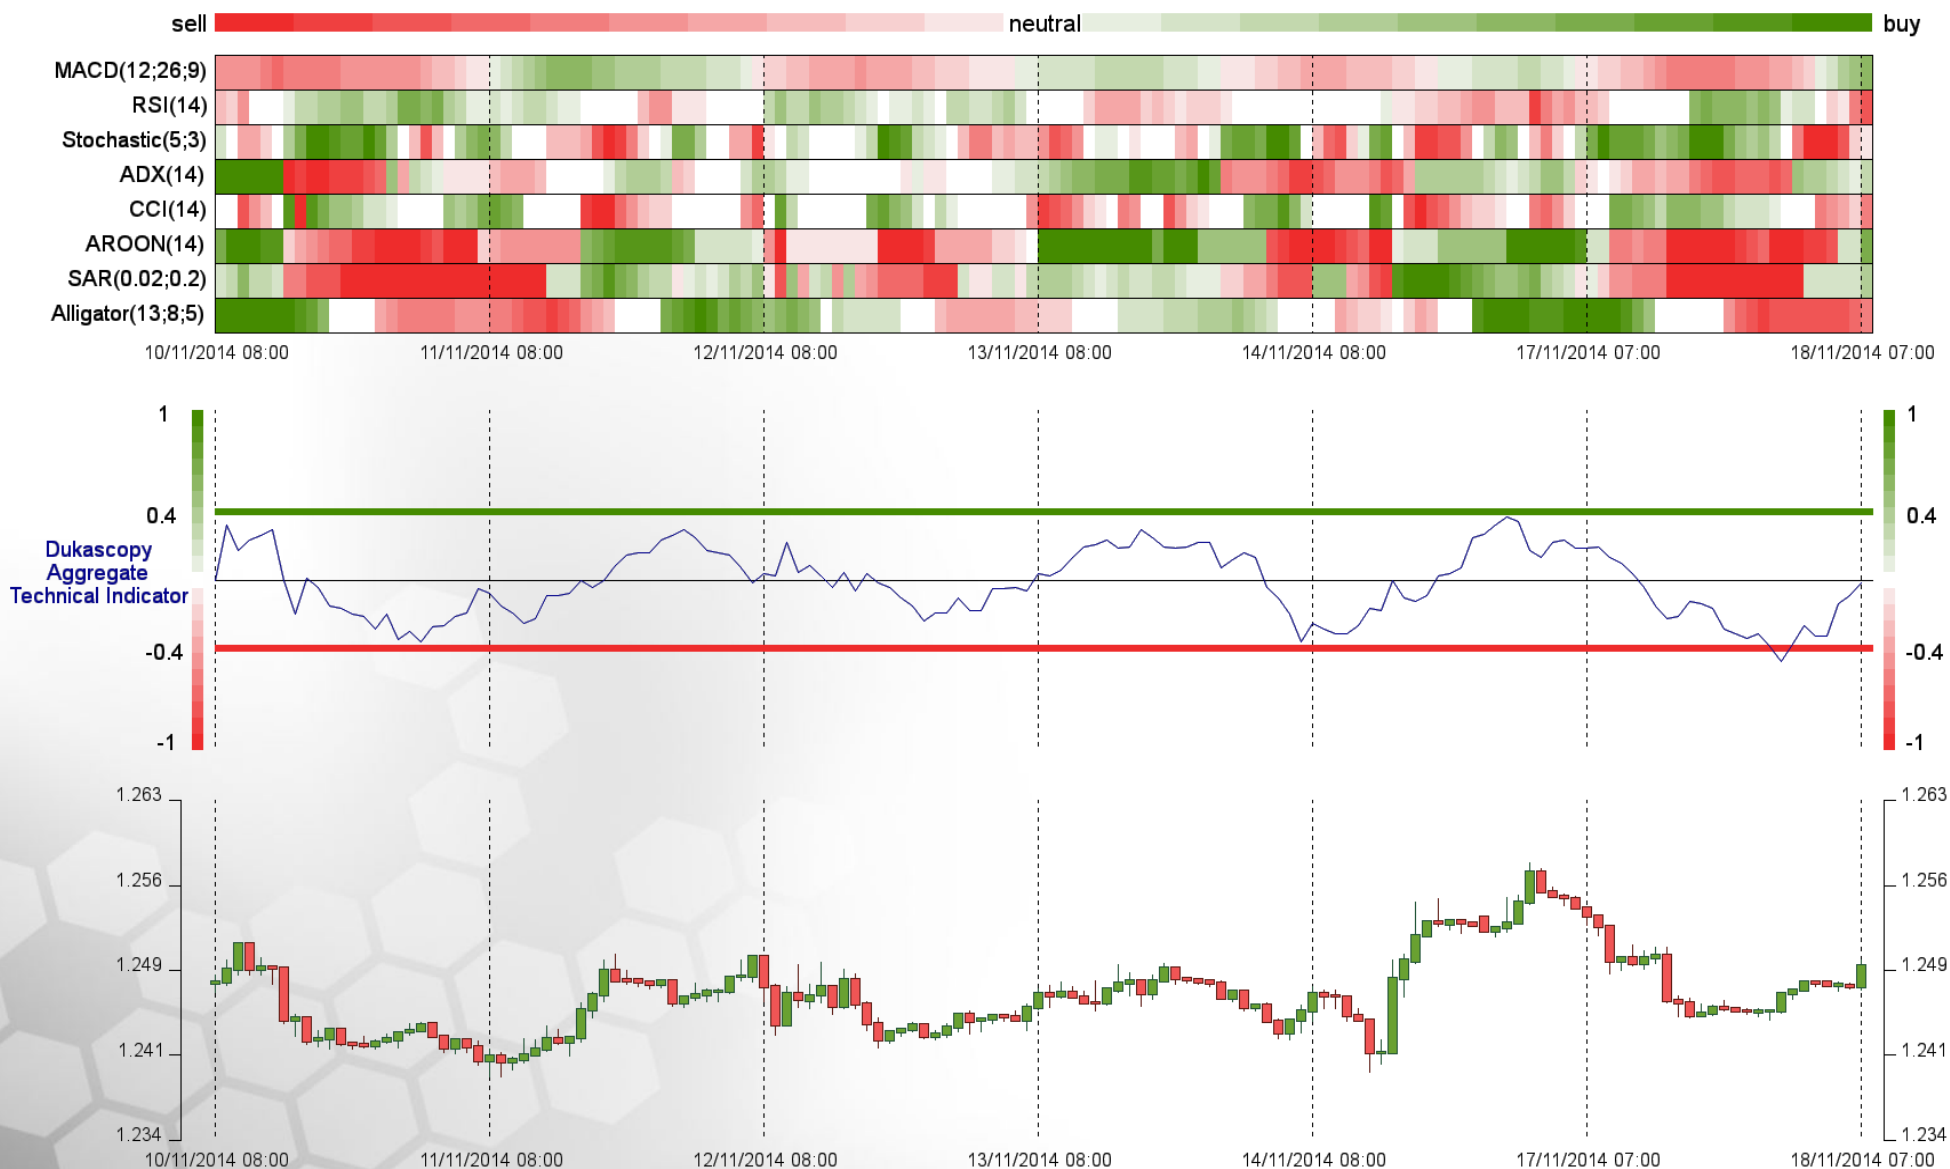 sell neutral buy
MACD(12;26;9)
RSI(14)
Stochastic(5;3)
ADX(14)
CCI(14)
AROON(14)
SAR(0.02;0.2)
Alligator(13;8;5)
10/11/2014 08:00 11/11/2014 08:00 12/11/2014 08:00 13/11/2014 08:00 14/11/2014 08:00 17/11/2014 07:00 18/11/2014 07:00
1 1
0.4 0.4
Dukascopy
Aggregate
Technical Indicator
-0.4 -0.4
-1 -1
1.263 1.263
1.256 1.256
1.249 1.249
1.241 1.241
1.234 1.234
10/11/2014 08:00 11/11/2014 08:00 12/11/2014 08:00 13/11/2014 08:00 14/11/2014 08:00 17/11/2014 07:00 18/11/2014 07:00